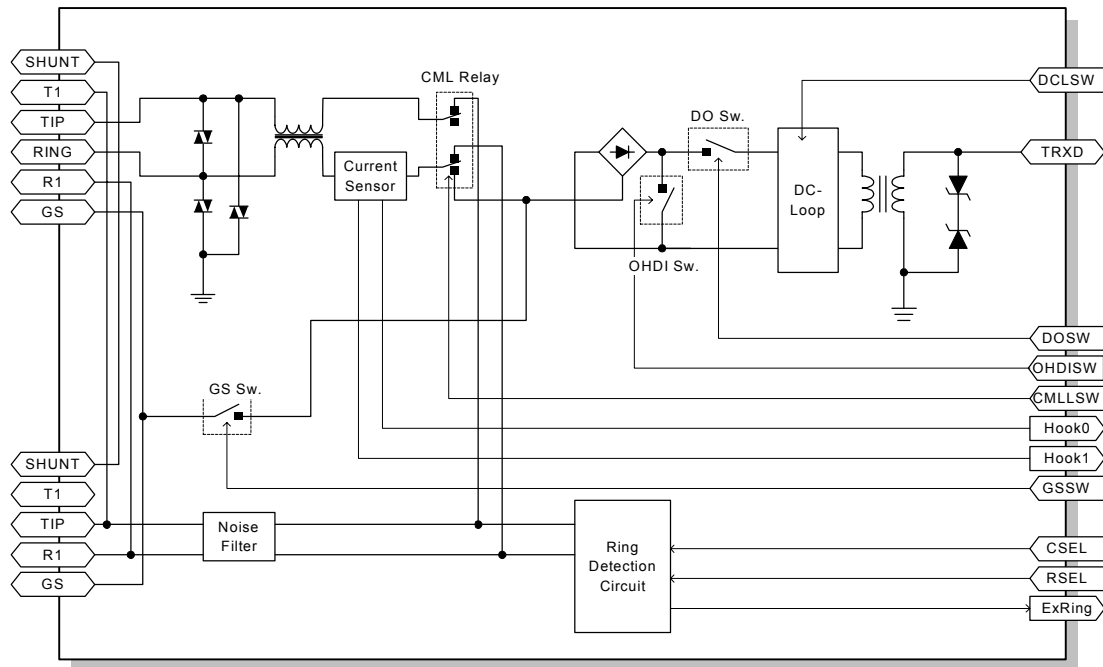 SHUNT
T1
TIP
RING
R1
GS
CML Relay
Current
Sensor
DO Sw.
OHDI Sw.
DC-
Loop
DCLSW
TRXD
DOSW
OHDISW
CMLLSW
Hook0
Hook1
GSSW
GS Sw.
SHUNT
T1
TIP
R1
GS
Noise
Filter
Ring
Detection
Circuit
CSEL
RSEL
ExRing